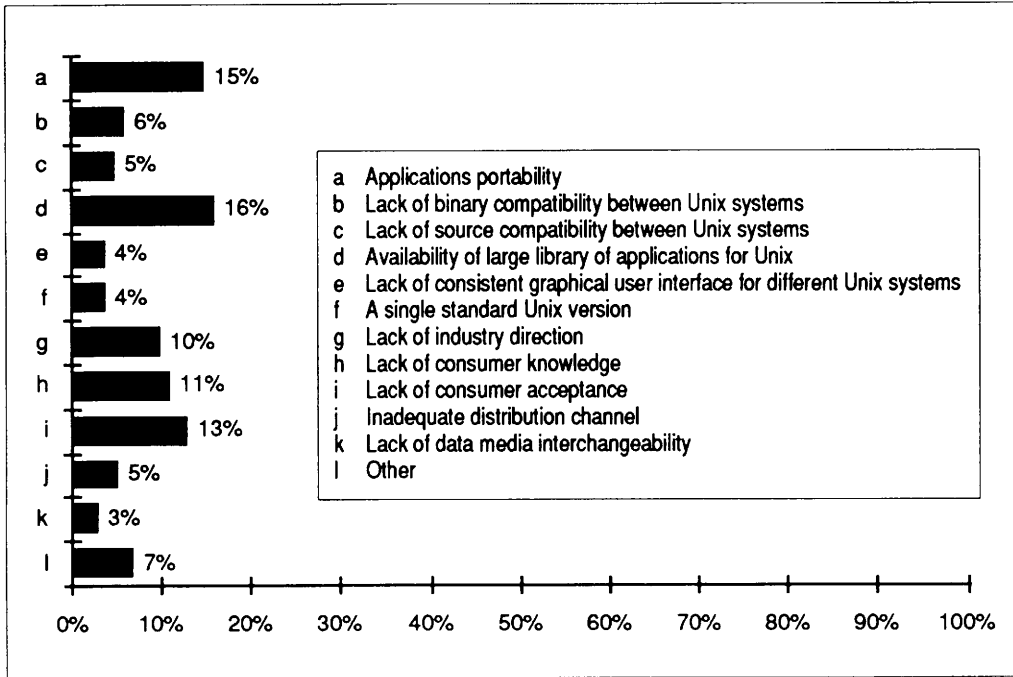 a 15%
b 6%
c 5%
d 16%
e 4%
f 4%
g 10%
h 11%
i 13%
j 5%
k 3%
l 7%
a Applications portability
b Lack of binary compatibility between Unix systems
c Lack of source compatibility between Unix systems
d Availability of large library of applications for Unix
e Lack of consistent graphical user interface for different Unix systems
f A single standard Unix version
g Lack of industry direction
h Lack of consumer knowledge
i Lack of consumer acceptance
j Inadequate distribution channel
k Lack of data media interchangeability
l Other
0% 10% 20% 30% 40% 50% 60% 70% 80% 90% 100%